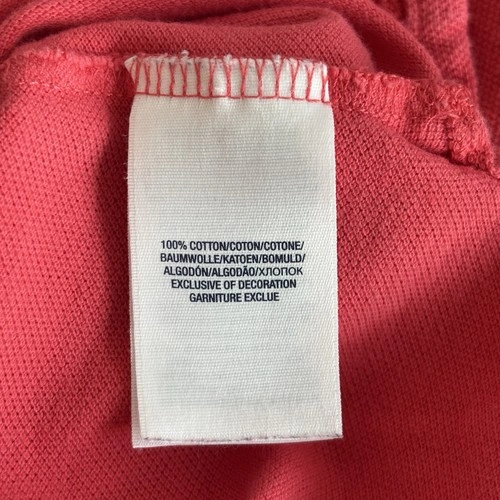 100% COTTON/COTON/COTONE/
BAUMWOLLE/KATOEN/BOMULD/
ALGODÓN/ALGODÃO/ХЛОПОК
EXCLUSIVE OF DECORATION
GARNITURE EXCLUE